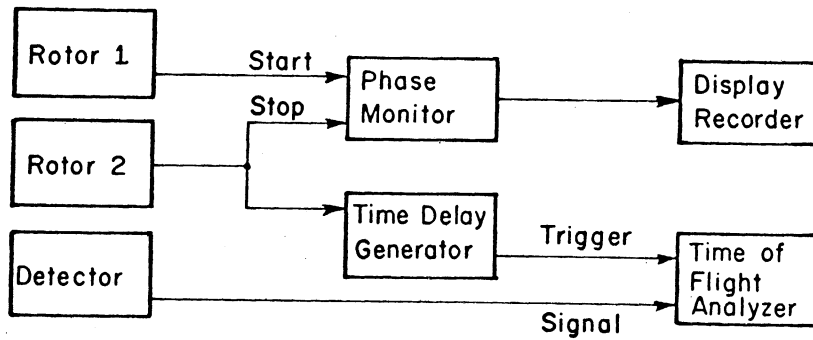 Rotor 1
Start
Phase
Monitor
Display
Recorder
Stop
Rotor 2
Time Delay
Generator
Trigger
Time of
Flight
Analyzer
Detector
Signal